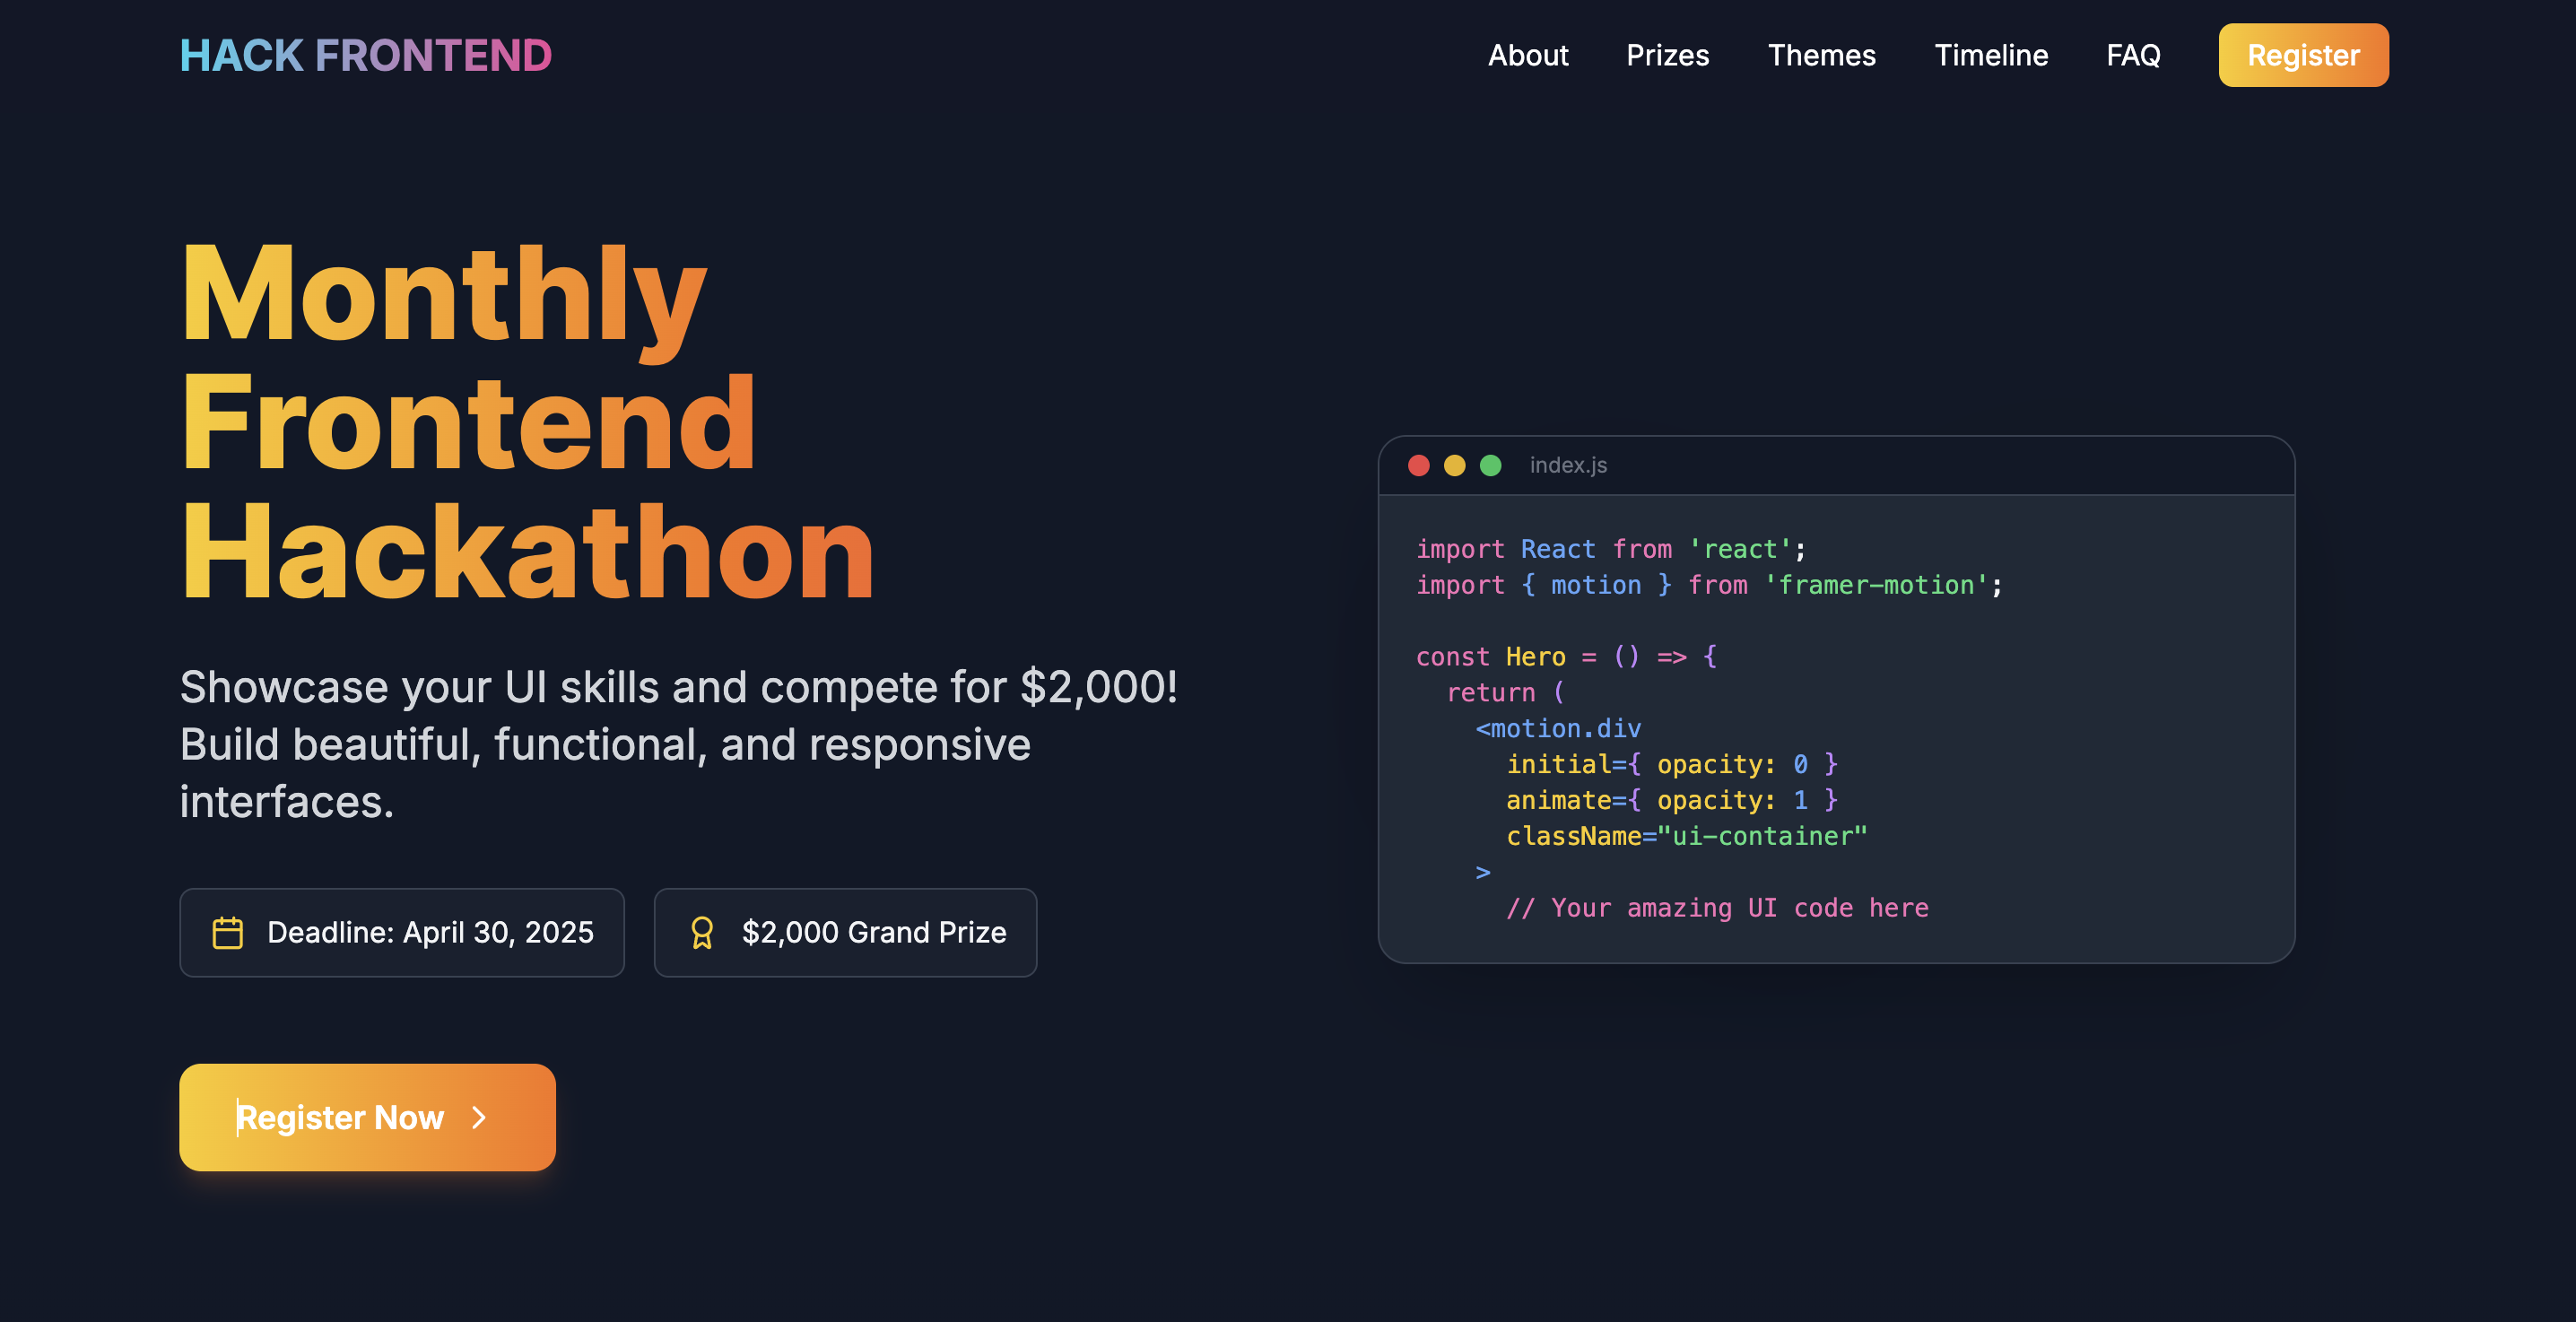 HACK FRONTEND
About Prizes Themes Timeline FAQ Register
Monthly
Frontend
Hackathon
Showcase your UI skills and compete for $2,000!
Build beautiful, functional, and responsive
interfaces.
Deadline: April 30, 2025
$2,000 Grand Prize
Register Now
index.js
import React from 'react';
import { motion } from 'framer-motion';
const Hero = () => {
  return (
    <motion.div
      initial={ opacity: 0 }
      animate={ opacity: 1 }
      className="ui-container"
    >
      // Your amazing UI code here